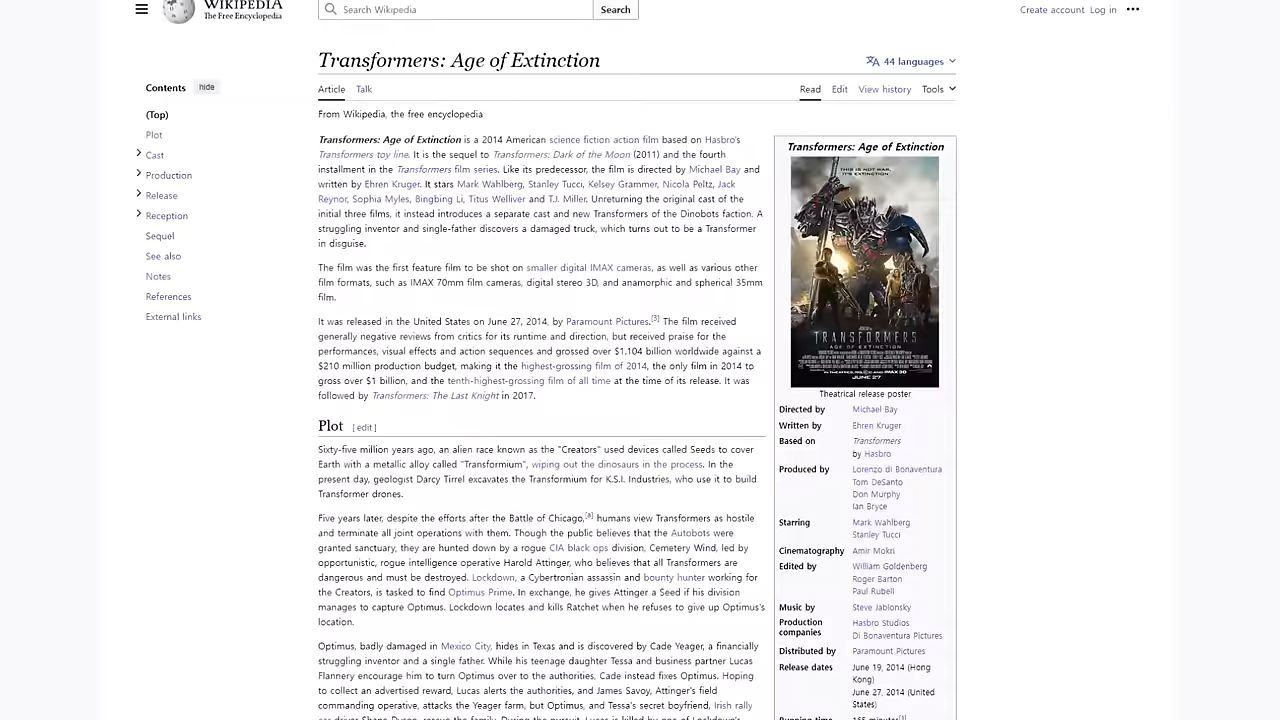 WIKIPEDIA
The Free Encyclopedia
Search Wikipedia
Search
Create account Log in
Transformers: Age of Extinction
44 languages
Contents hide
(Top)
Plot
Cast
Production
Release
Reception
Sequel
See also
Notes
References
External links
Article Talk
Read Edit View history Tools
From Wikipedia, the free encyclopedia
Transformers: Age of Extinction is a 2014 American science fiction action film based on Hasbro's
Transformers toy line. It is the sequel to Transformers: Dark of the Moon (2011) and the fourth
installment in the Transformers film series. Like its predecessor, the film is directed by Michael Bay and
written by Ehren Kruger. It stars Mark Wahlberg, Stanley Tucci, Kelsey Grammer, Nicola Peltz, Jack
Reynor, Sophia Myles, Bingbing Li, Titus Welliver and T.J. Miller. Unreturning the original cast of the
initial three films, it instead introduces a separate cast and new Transformers of the Dinobots faction. A
struggling inventor and single-father discovers a damaged truck, which turns out to be a Transformer
in disguise.
The film was the first feature film to be shot on smaller digital IMAX cameras, as well as various other
film formats, such as IMAX 70mm film cameras, digital stereo 3D, and anamorphic and spherical 35mm
film.
It was released in the United States on June 27, 2014, by Paramount Pictures.[3] The film received
generally negative reviews from critics for its runtime and direction, but received praise for the
performances, visual effects and action sequences and grossed over $1.104 billion worldwide against a
$210 million production budget, making it the highest-grossing film of 2014, the only film in 2014 to
gross over $1 billion, and the tenth-highest-grossing film of all time at the time of its release. It was
followed by Transformers: The Last Knight in 2017.
Plot [ edit ]
Sixty-five million years ago, an alien race known as the "Creators" used devices called Seeds to cover
Earth with a metallic alloy called "Transformium", wiping out the dinosaurs in the process. In the
present day, geologist Darcy Tirrel excavates the Transformium for K.S.I. Industries, who use it to build
Transformer drones.
Five years later, despite the efforts after the Battle of Chicago,[a] humans view Transformers as hostile
and terminate all joint operations with them. Though the public believes that the Autobots were
granted sanctuary, they are hunted down by a rogue CIA black ops division, Cemetery Wind, led by
opportunistic, rogue intelligence operative Harold Attinger, who believes that all Transformers are
dangerous and must be destroyed. Lockdown, a Cybertronian assassin and bounty hunter working for
the Creators, is tasked to find Optimus Prime. In exchange, he gives Attinger a Seed if his division
manages to capture Optimus. Lockdown locates and kills Ratchet when he refuses to give up Optimus's
location.
Optimus, badly damaged in Mexico City, hides in Texas and is discovered by Cade Yeager, a financially
struggling inventor and a single father. While his teenage daughter Tessa and business partner Lucas
Flannery encourage him to turn Optimus over to the authorities, Cade instead fixes Optimus. Hoping
to collect an advertised reward, Lucas alerts the authorities, and James Savoy, Attinger's field
commanding operative, attacks the Yeager farm, but Optimus, and Tessa's secret boyfriend, Irish rally
car driver Shane Dyson, rescue the family. During the pursuit, Lucas is killed by one of Lockdown's
Transformers: Age of Extinction
THIS IS NOT WAR.
IT'S EXTINCTION.
TRANSFORMERS
AGE OF EXTINCTION
JUNE 27
Theatrical release poster
Directed by Michael Bay
Written by Ehren Kruger
Based on Transformers
by Hasbro
Produced by Lorenzo di Bonaventura
Tom DeSanto
Don Murphy
Ian Bryce
Starring Mark Wahlberg
Stanley Tucci
Cinematography Amir Mokri
Edited by William Goldenberg
Roger Barton
Paul Rubell
Music by Steve Jablonsky
Production Hasbro Studios
companies Di Bonaventura Pictures
Distributed by Paramount Pictures
Release dates June 19, 2014 (Hong
Kong)
June 27, 2014 (United
States)
Running time 165 minutes[1]